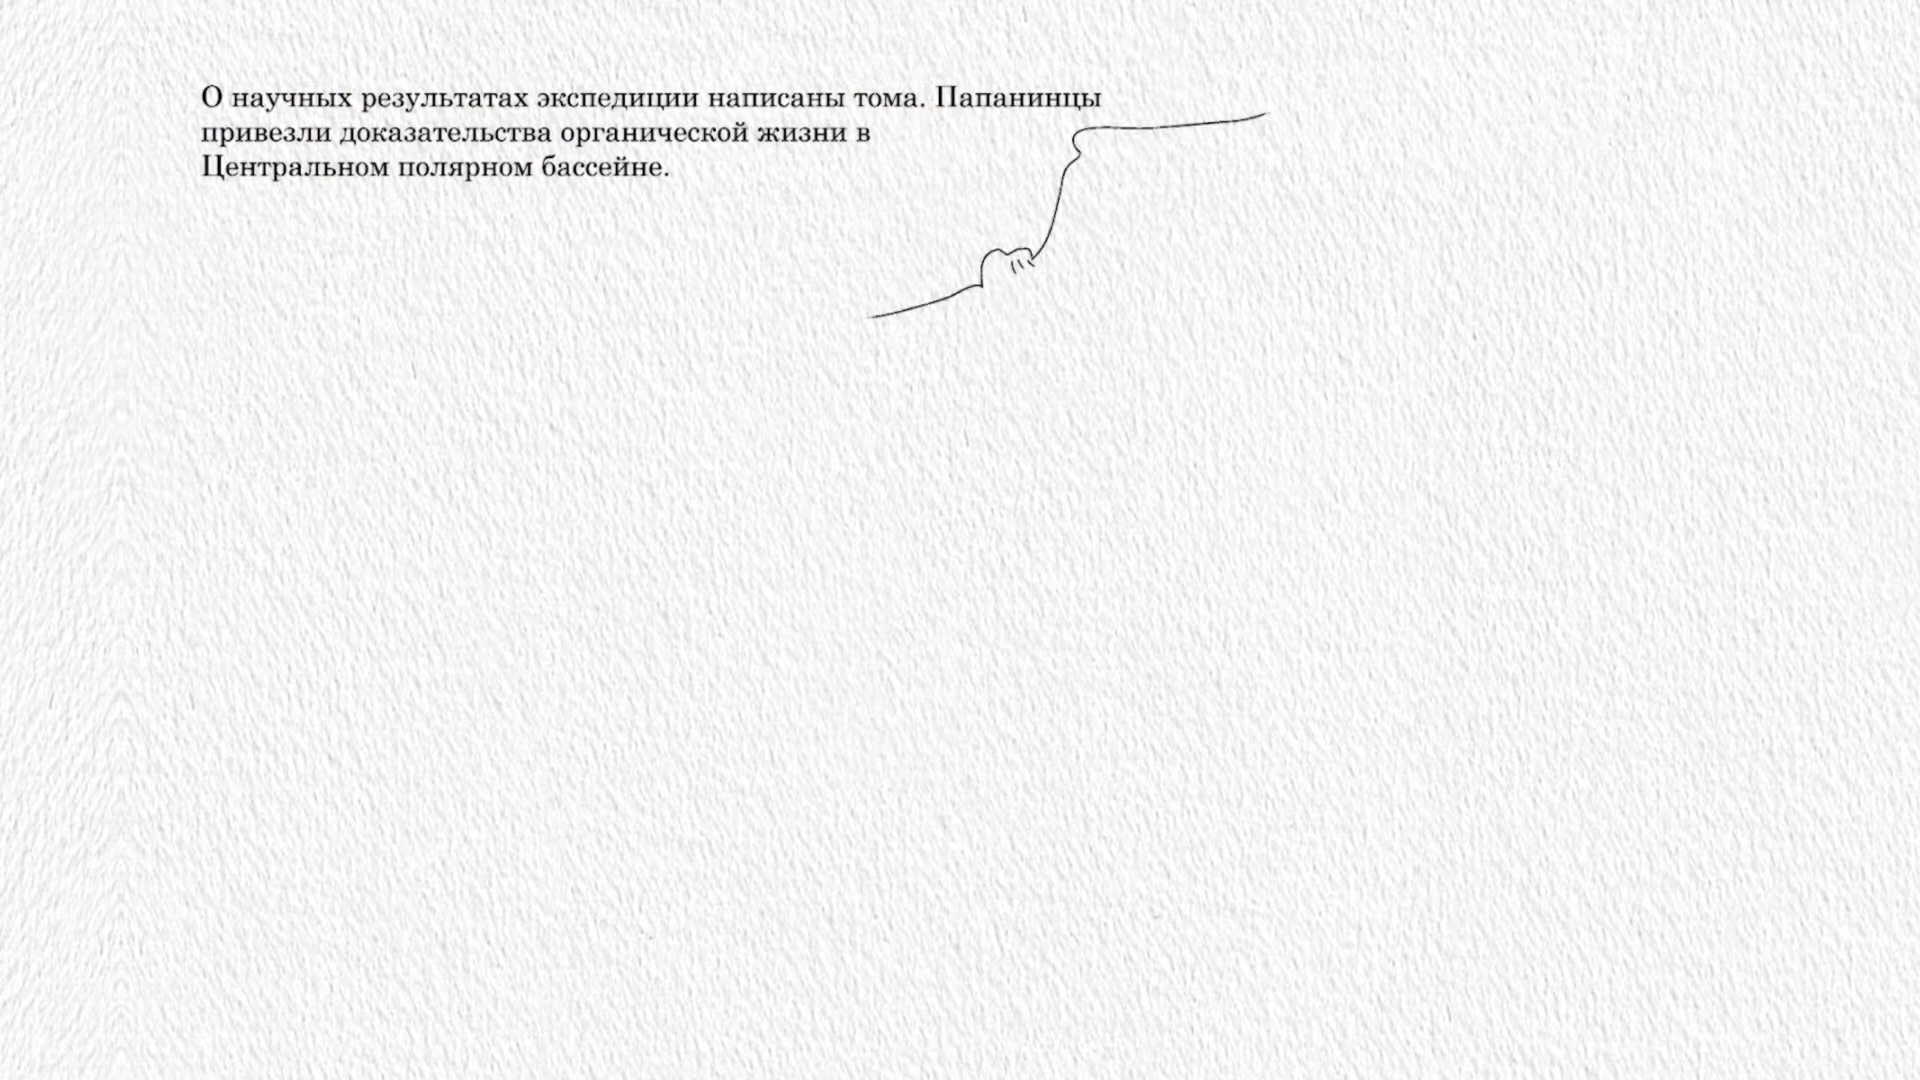 О научных результатах экспедиции написаны тома. Папанинцы
привезли доказательства органической жизни в
Центральном полярном бассейне.